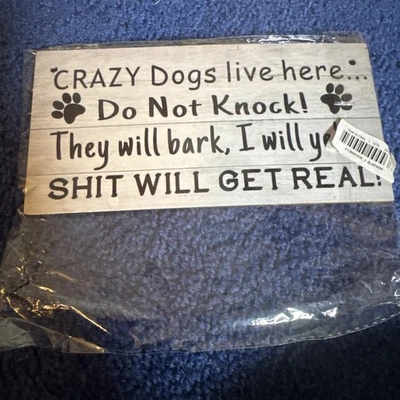 CRAZY Dogs live here...
Do Not Knock!
They will bark, I will
SHIT WILL GET REAL!